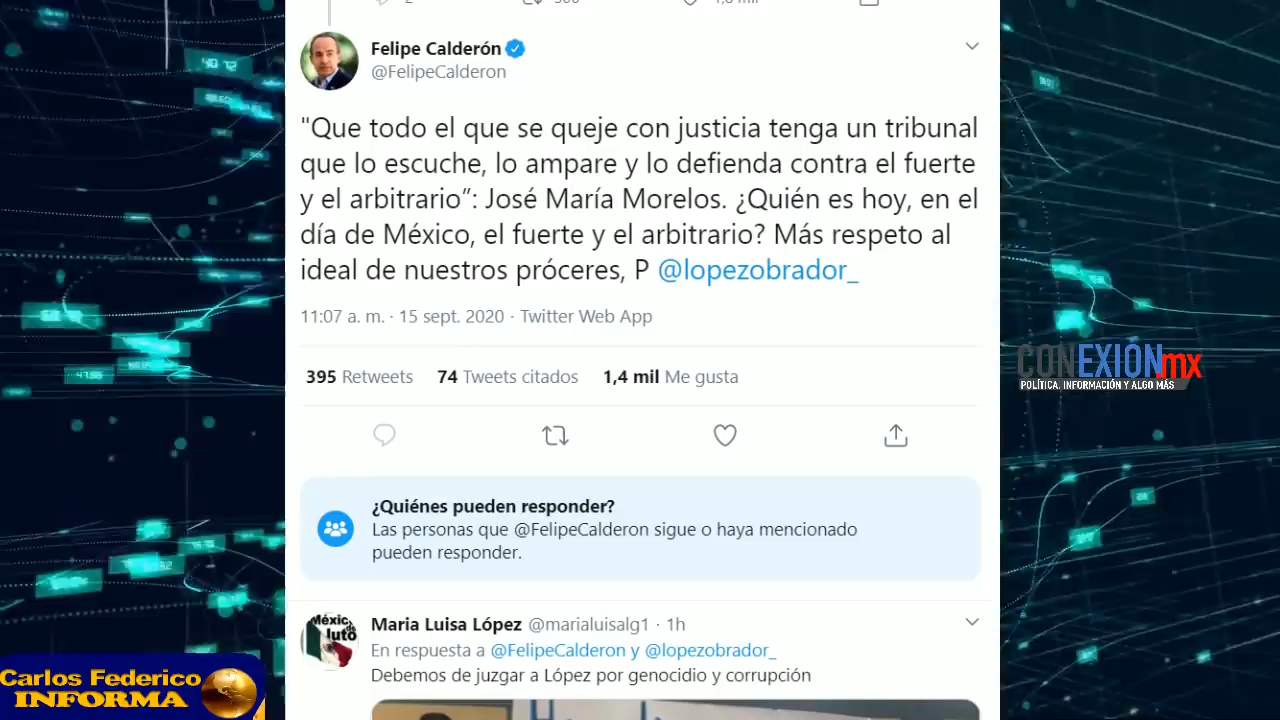 Felipe Calderón
@FelipeCalderon
"Que todo el que se queje con justicia tenga un tribunal
que lo escuche, lo ampare y lo defienda contra el fuerte
y el arbitrario”: José María Morelos. ¿Quién es hoy, en el
día de México, el fuerte y el arbitrario? Más respeto al
ideal de nuestros próceres, P @lopezobrador_
11:07 a. m. · 15 sept. 2020 · Twitter Web App
395 Retweets 74 Tweets citados 1,4 mil Me gusta
¿Quiénes pueden responder?
Las personas que @FelipeCalderon sigue o haya mencionado
pueden responder.
Maria Luisa López @marialuisalg1 · 1h
En respuesta a @FelipeCalderon y @lopezobrador_
Debemos de juzgar a López por genocidio y corrupción
CONEXIÓN.mx
POLÍTICA, INFORMACIÓN Y ALGO MÁS
Carlos Federico
INFORMA